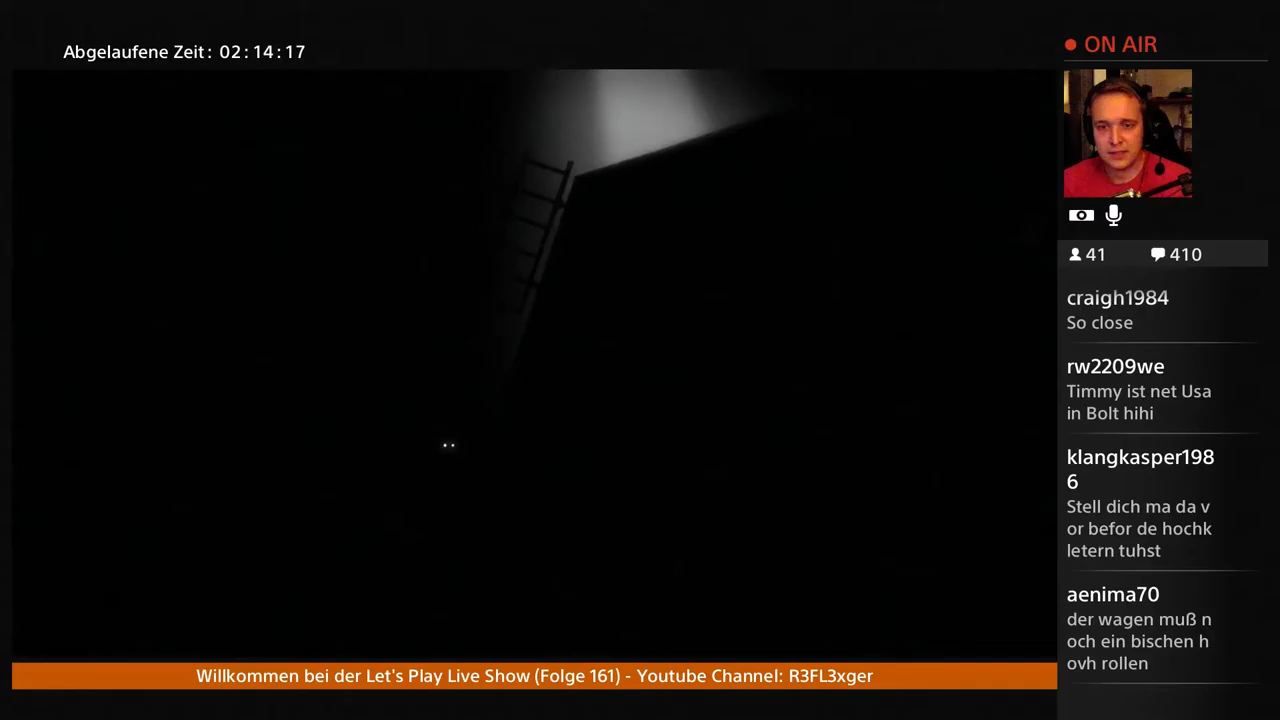 Abgelaufene Zeit: 02:14:17
ON AIR
41 410
craigh1984
So close
rw2209we
Timmy ist net Usa
in Bolt hihi
klangkasper198
6
Stell dich ma da v
or befor de hochk
letern tuhst
aenima70
der wagen muß n
och ein bischen h
ovh rollen
Willkommen bei der Let's Play Live Show (Folge 161) - Youtube Channel: R3FL3xger